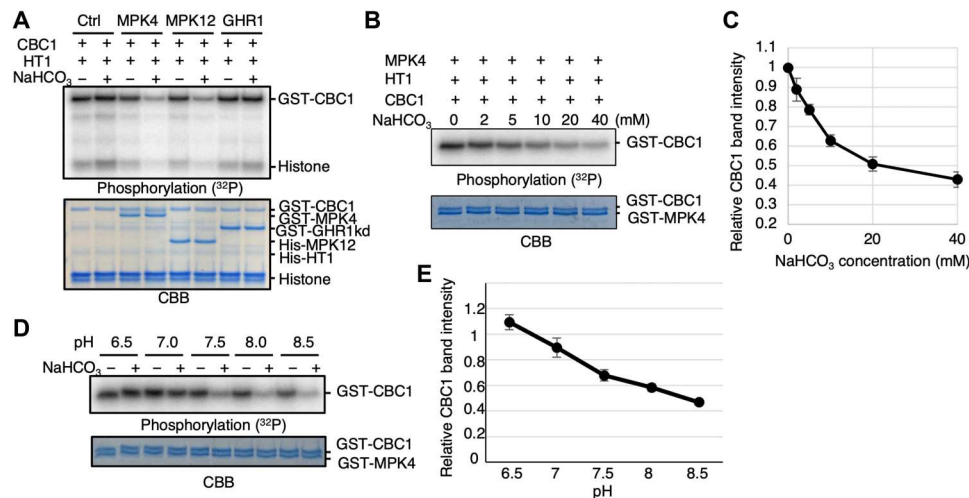 A
Ctrl MPK4 MPK12 GHR1
CBC1 + + + + + + + +
HT1 + + + + + + + +
NaHCO3 – + – + – + – +
GST-CBC1
Histone
Phosphorylation (32P)
GST-CBC1
GST-MPK4
GST-GHR1kd
His-MPK12
His-HT1
Histone
CBB
B
MPK4 + + + + + +
HT1 + + + + + +
CBC1 + + + + + +
NaHCO3 0 2 5 10 20 40 (mM)
GST-CBC1
Phosphorylation (32P)
GST-CBC1
GST-MPK4
CBB
C
Relative CBC1 band intensity
1.1
1
0.9
0.8
0.7
0.6
0.5
0.4
0.3
0.2
0 20 40
NaHCO3 concentration (mM)
D
pH 6.5 7.0 7.5 8.0 8.5
NaHCO3 – + – + – + – + – +
GST-CBC1
Phosphorylation (32P)
GST-CBC1
GST-MPK4
CBB
E
Relative CBC1 band intensity
1.2
1
0.8
0.6
0.4
0.2
0
6.5 7 7.5 8 8.5
pH